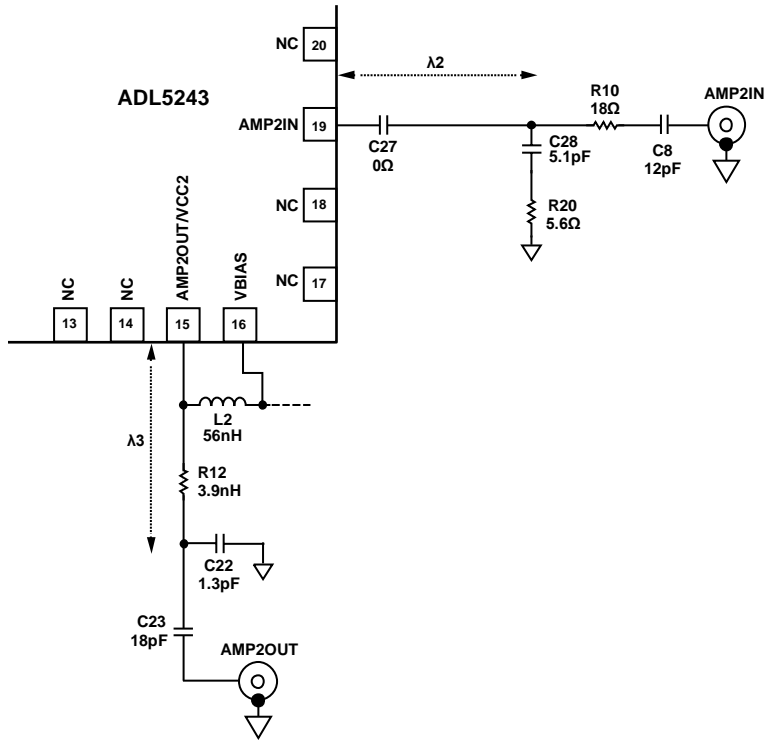 NC
20
ADL5243
λ2
R10
18Ω
AMP2IN
AMP2IN
19
C27
0Ω
C28
5.1pF
C8
12pF
NC
18
R20
5.6Ω
AMP2OUT/VCC2
VBIAS
NC
17
NC
NC
13
14
15
16
L2
56nH
λ3
R12
3.9nH
C22
1.3pF
C23
18pF
AMP2OUT